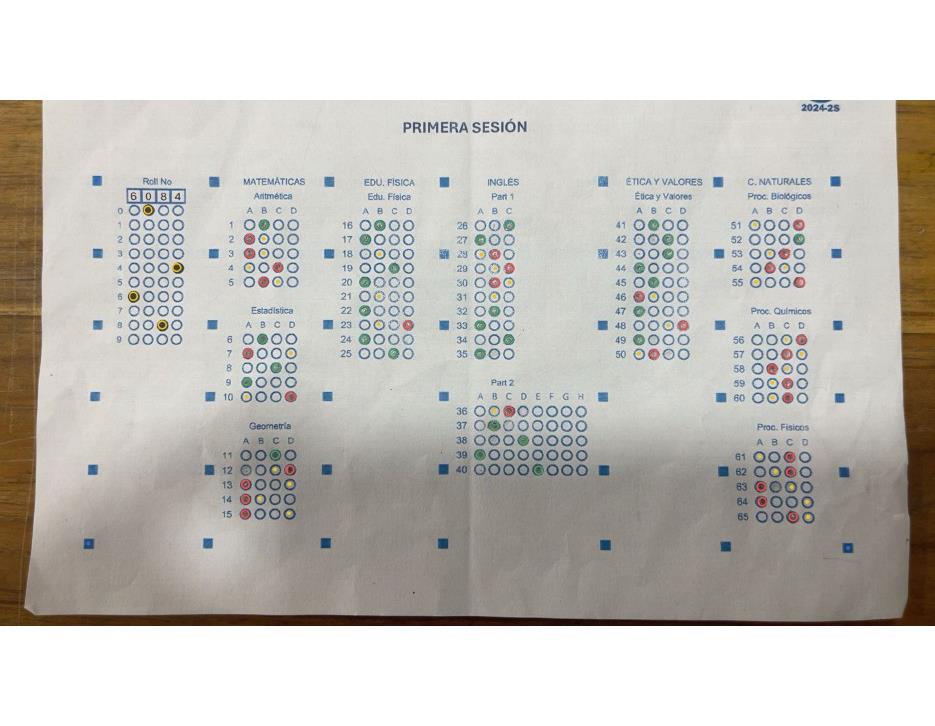 2024-2S
PRIMERA SESIÓN
Roll No
6 0 8 4
0
1
2
3
4
5
6
7
8
9
MATEMÁTICAS
Aritmética
A B C D
1
2
3
4
5
Estadística
A B C D
6
7
8
9
10
Geometría
A B C D
11
12
13
14
15
EDU. FÍSICA
Edu. Física
A B C D
16
17
18
19
20
21
22
23
24
25
INGLÉS
Part 1
A B C
26
27
28
29
30
31
32
33
34
35
Part 2
A B C D E F G H
36
37
38
39
40
ÉTICA Y VALORES
Ética y Valores
A B C D
41
42
43
44
45
46
47
48
49
50
C. NATURALES
Proc. Biológicos
A B C D
51
52
53
54
55
Proc. Químicos
A B C D
56
57
58
59
60
Proc. Físicos
A B C D
61
62
63
64
65